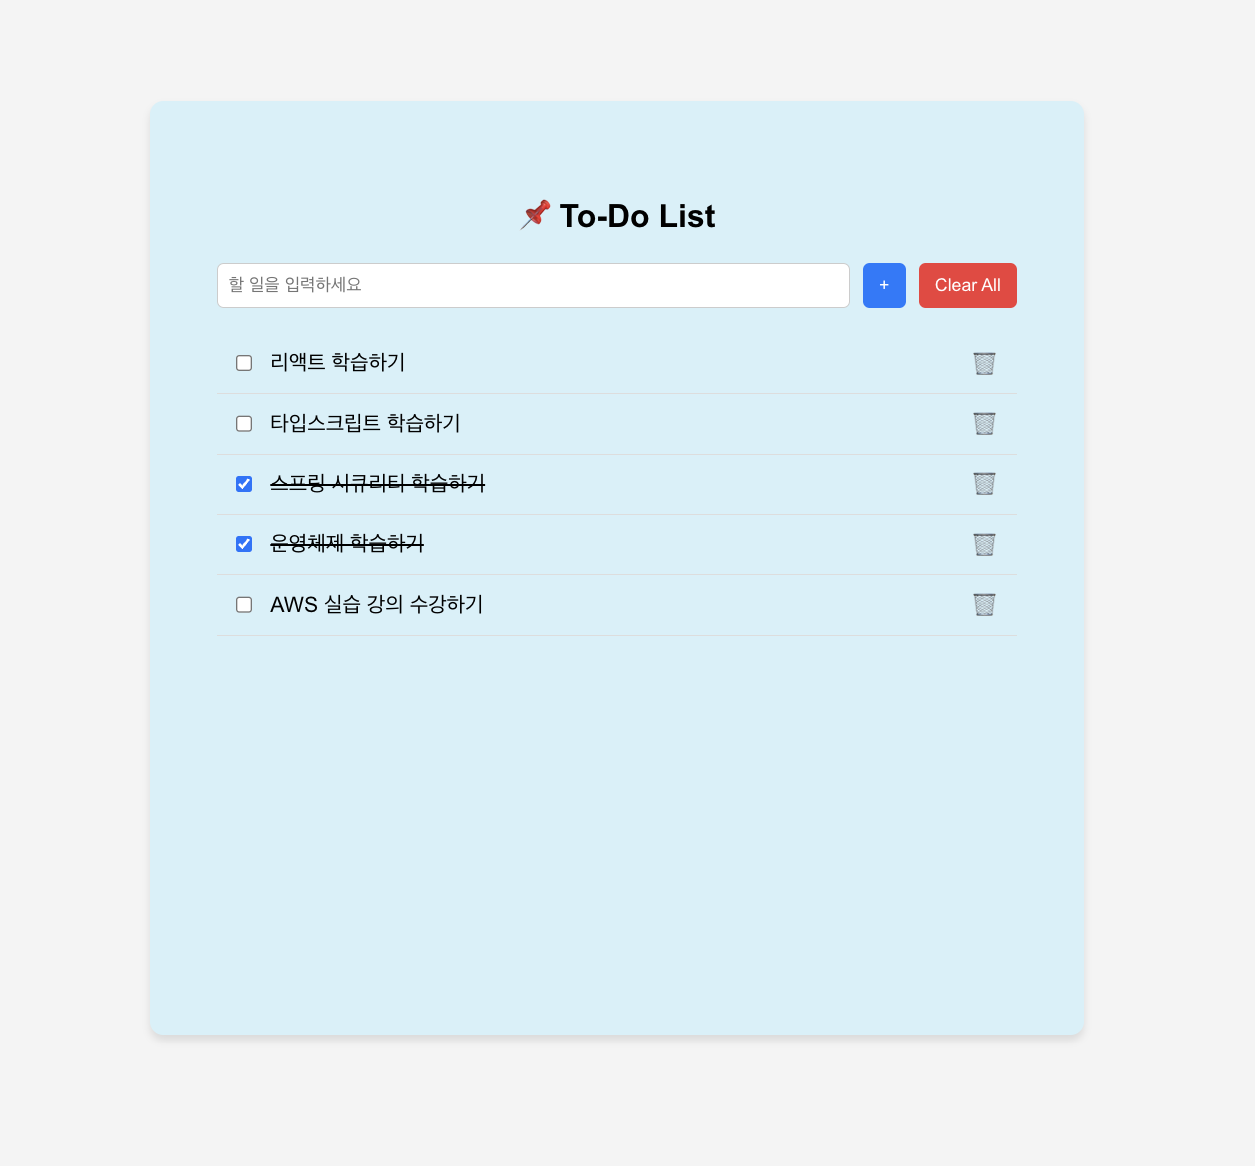 📌 To-Do List
할 일을 입력하세요
+
Clear All
리액트 학습하기
타입스크립트 학습하기
스프링 시큐리티 학습하기
운영체제 학습하기
AWS 실습 강의 수강하기